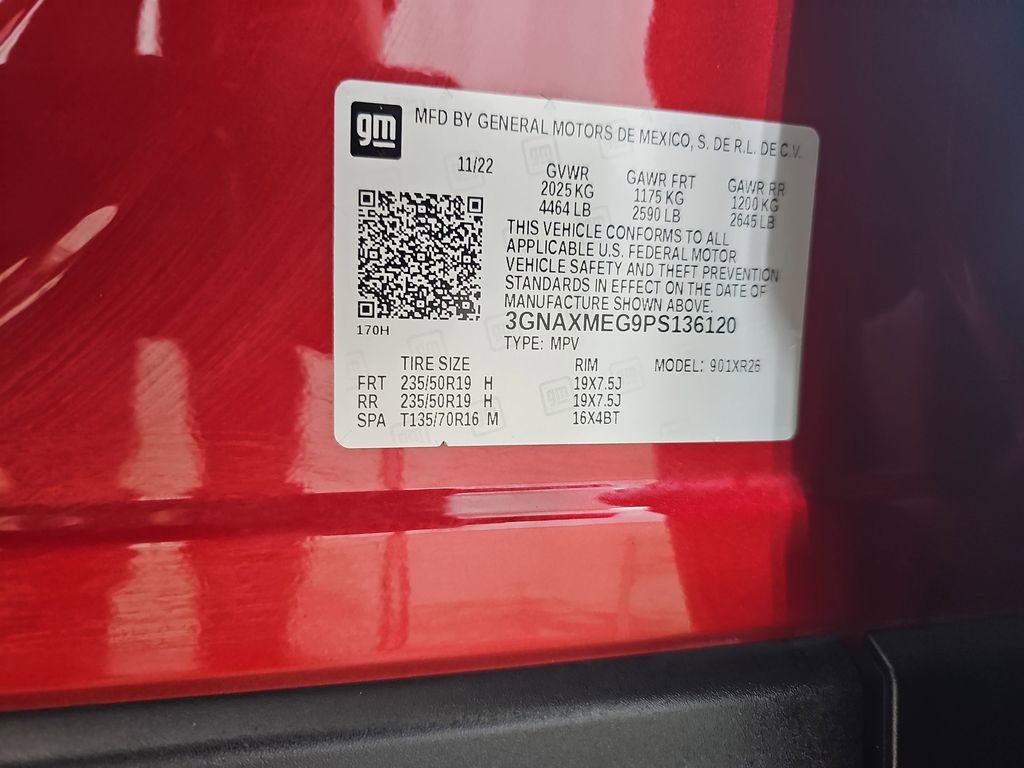 gm
MFD BY GENERAL MOTORS DE MEXICO, S. DE R.L. DE C.V.
11/22
GVWR GAWR FRT GAWR RR
2025 KG 1175 KG 1200 KG
4464 LB 2590 LB 2645 LB
THIS VEHICLE CONFORMS TO ALL
APPLICABLE U.S. FEDERAL MOTOR
VEHICLE SAFETY AND THEFT PREVENTION
STANDARDS IN EFFECT ON THE DATE OF
MANUFACTURE SHOWN ABOVE.
3GNAXMEG9PS136120
170H
TYPE: MPV
TIRE SIZE RIM MODEL: 901XR26
FRT 235/50R19 H 19X7.5J
RR 235/50R19 H 19X7.5J
SPA T135/70R16 M 16X4BT